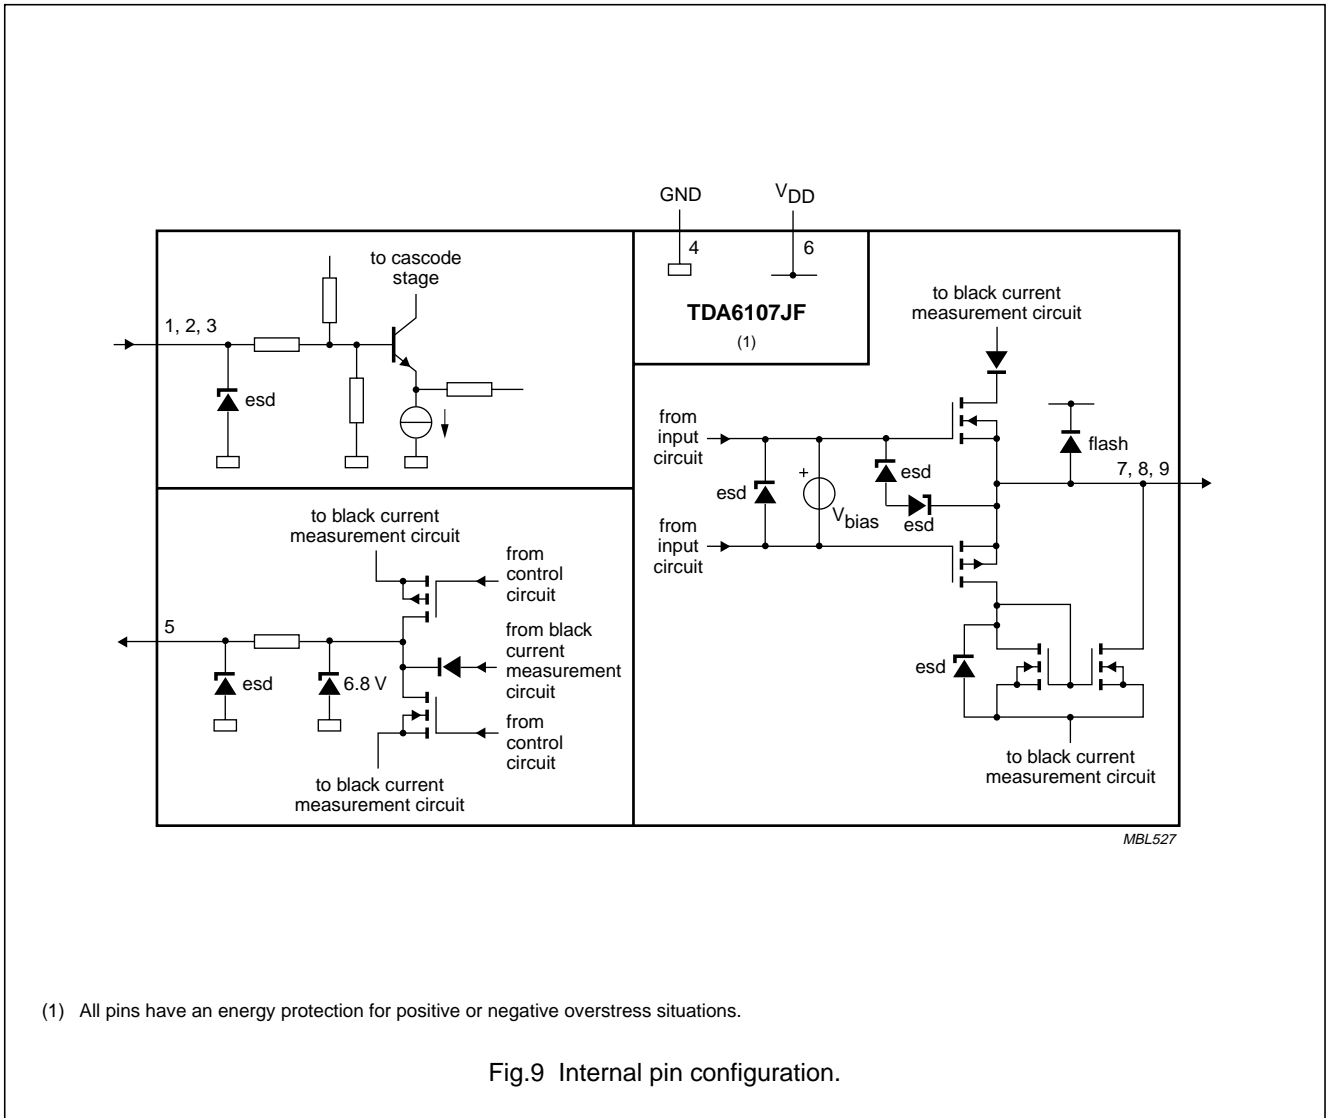 GND
VDD
4
6
TDA6107JF
(1)
to cascode
stage
1, 2, 3
esd
to black current
measurement circuit
from
input
circuit
flash
7, 8, 9
esd
esd
+
Vbias
esd
from
input
circuit
esd
to black current
measurement circuit
to black current
measurement circuit
from
control
circuit
5
from black
current
measurement
circuit
esd
6.8 V
from
control
circuit
to black current
measurement circuit
MBL527
(1) All pins have an energy protection for positive or negative overstress situations.
Fig.9 Internal pin configuration.